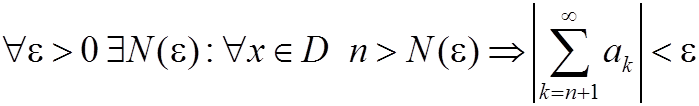 ∀ε > 0 ∃N(ε): ∀x ∈ D n > N(ε) ⇒ |∑_{k=n+1}^{∞} a_k| < ε